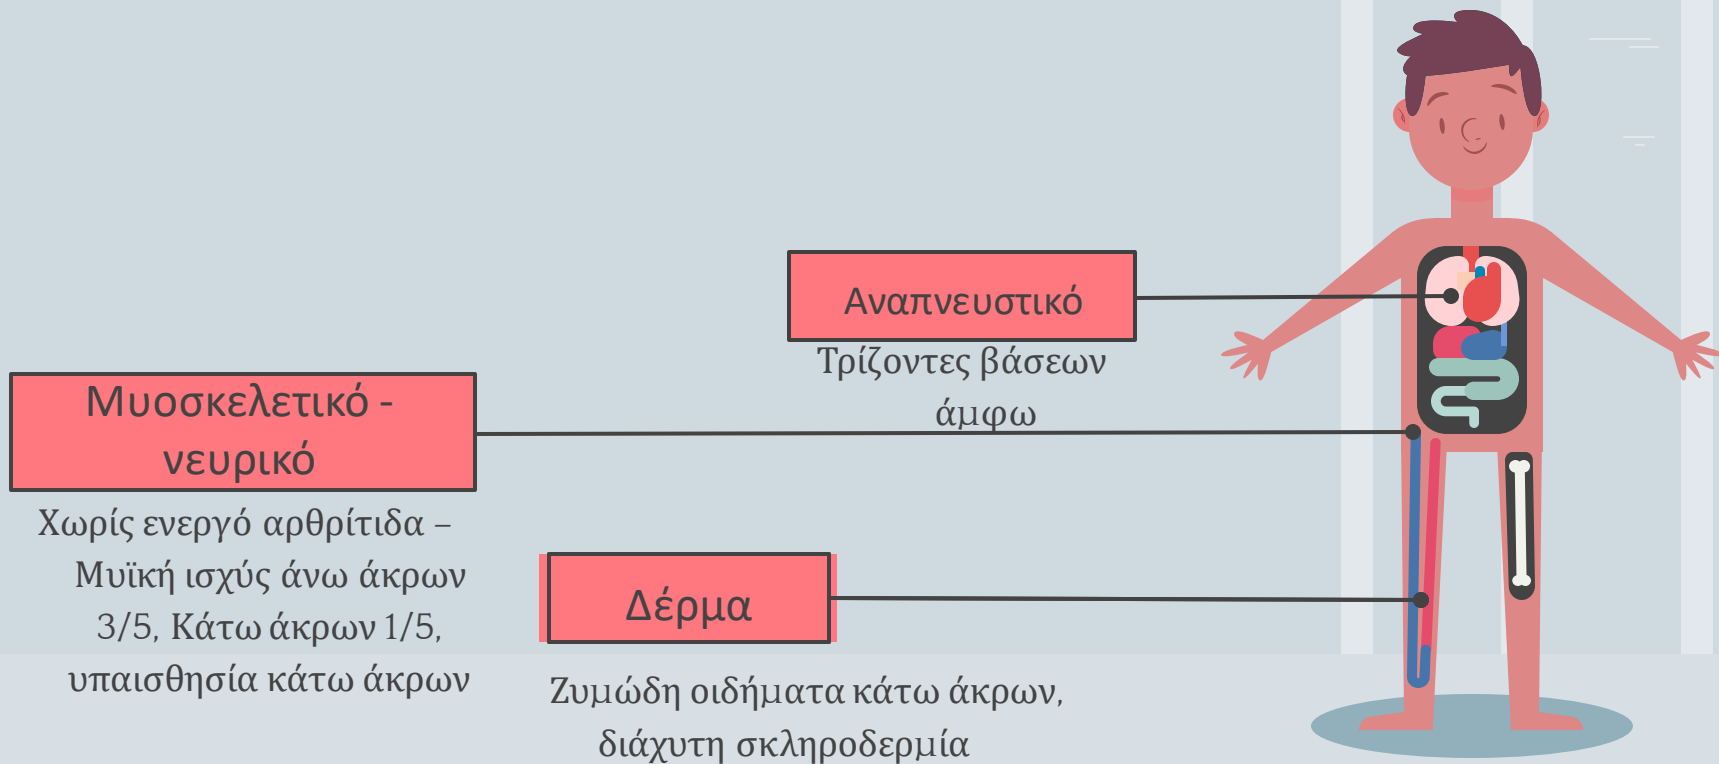 Αναπνευστικό
Τρίζοντες βάσεων
άμφω
Μυοσκελετικό -
νευρικό
Χωρίς ενεργό αρθρίτιδα –
Μυϊκή ισχύς άνω άκρων
3/5, Κάτω άκρων 1/5,
υπαισθησία κάτω άκρων
Δέρμα
Ζυμώδη οιδήματα κάτω άκρων,
διάχυτη σκληροδερμία